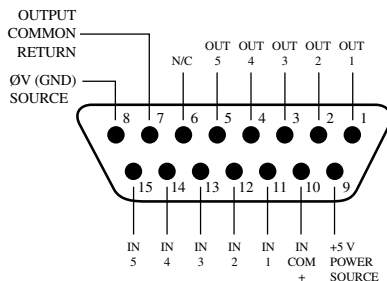 OUTPUT
COMMON
RETURN
ØV (GND)
SOURCE
N/C
OUT
5
OUT
4
OUT
3
OUT
2
OUT
1
8 7 6 5 4 3 2 1
15 14 13 12 11 10 9
IN
5
IN
4
IN
3
IN
2
IN
1
IN
COM
+
+5 V
POWER
SOURCE